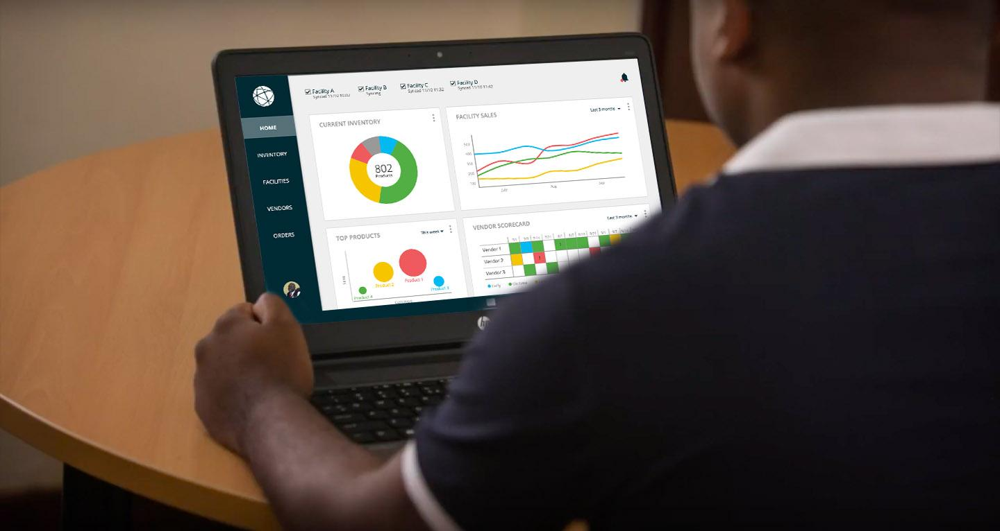 Facility A
Synced 11/10 10:02
Facility B
Syncing
Facility C
Synced 11/10 11:32
Facility D
Synced 11/10 11:42
HOME
INVENTORY
FACILITIES
VENDORS
ORDERS
CURRENT INVENTORY
802
Products
FACILITY SALES
Last 3 months
500
400
300
200
100
July
Aug
Sep
TOP PRODUCTS
This week
Product 4
Product 2
Product 1
Product 3
VENDOR SCORECARD
Last 3 months
Vendor 1
Vendor 2
Vendor 3
Early
On time
hp